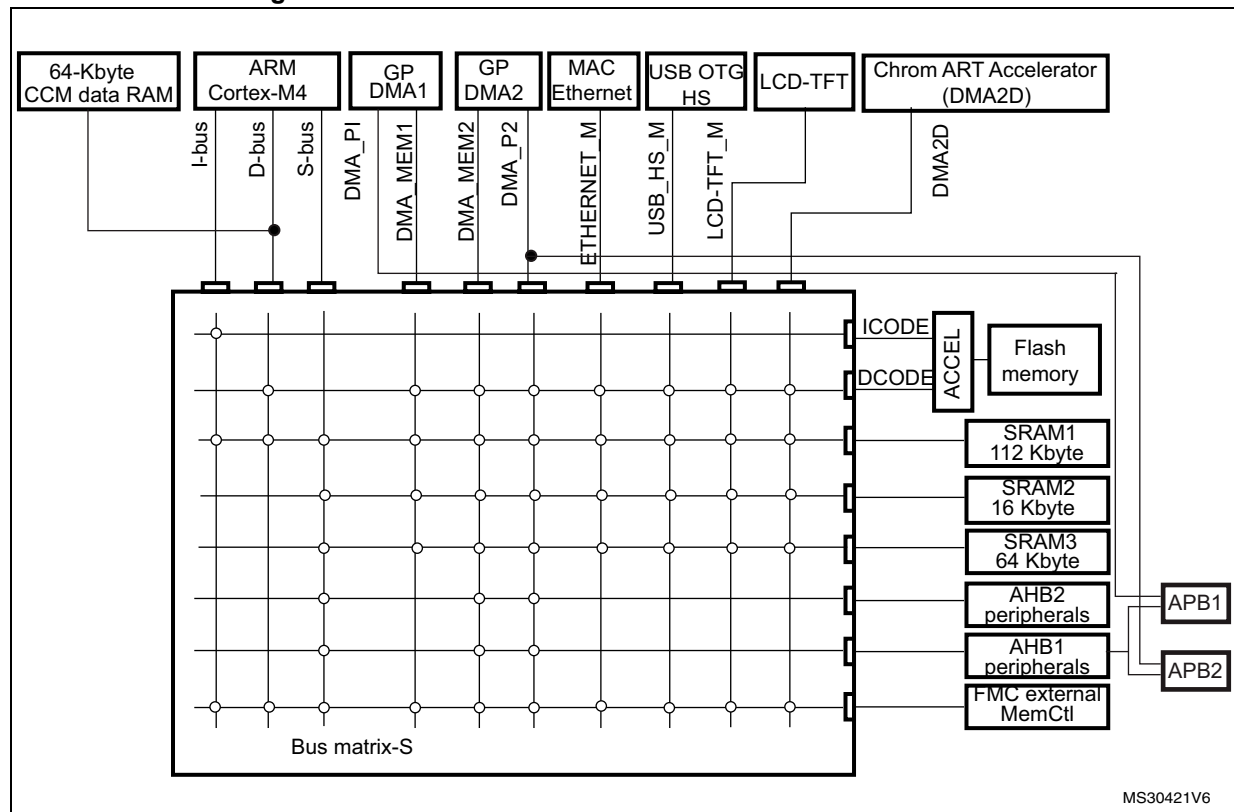 64-Kbyte
CCM data RAM
ARM
Cortex-M4
GP
DMA1
GP
DMA2
MAC
Ethernet
USB OTG
HS
LCD-TFT
Chrom ART Accelerator
(DMA2D)
I-bus
D-bus
S-bus
DMA_PI
DMA_MEM1
DMA_MEM2
DMA_P2
ETHERNET_M
USB_HS_M
LCD-TFT_M
DMA2D
ICODE
DCODE
ACCEL
Flash
memory
SRAM1
112 Kbyte
SRAM2
16 Kbyte
SRAM3
64 Kbyte
AHB2
peripherals
AHB1
peripherals
FMC external
MemCtl
APB1
APB2
Bus matrix-S
MS30421V6